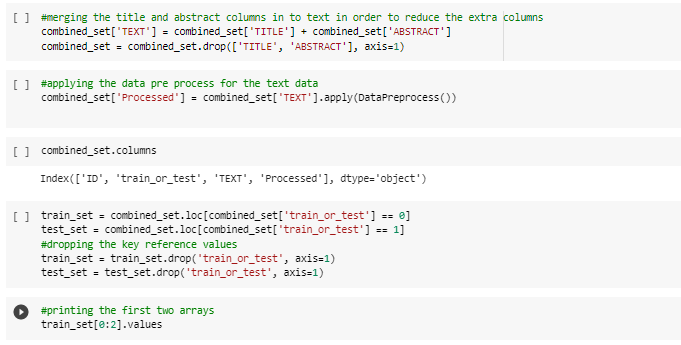 [ ] #merging the title and abstract columns in to text in order to reduce the extra columns
combined_set['TEXT'] = combined_set['TITLE'] + combined_set['ABSTRACT']
combined_set = combined_set.drop(['TITLE', 'ABSTRACT'], axis=1)
[ ] #applying the data pre process for the text data
combined_set['Processed'] = combined_set['TEXT'].apply(DataPreprocess())
[ ] combined_set.columns
Index(['ID', 'train_or_test', 'TEXT', 'Processed'], dtype='object')
[ ] train_set = combined_set.loc[combined_set['train_or_test'] == 0]
test_set = combined_set.loc[combined_set['train_or_test'] == 1]
#dropping the key reference values
train_set = train_set.drop('train_or_test', axis=1)
test_set = test_set.drop('train_or_test', axis=1)
#printing the first two arrays
train_set[0:2].values